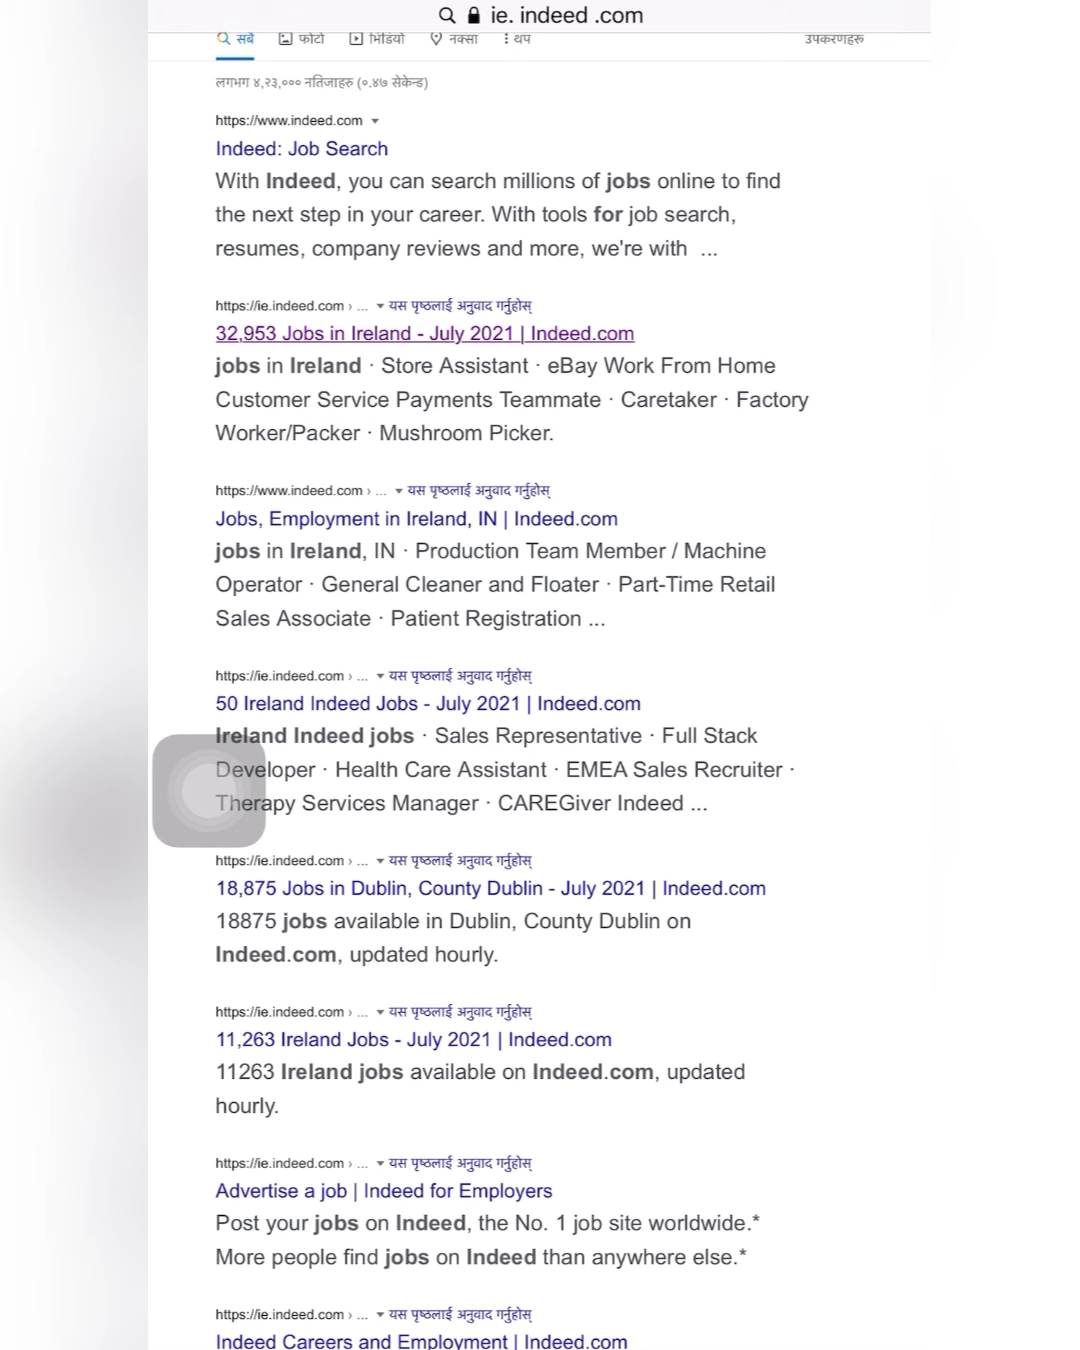 ie. indeed .com
सबै फोटो भिडियो नक्सा थप उपकरणहरू
लगभग ४,२३,००० नतिजाहरु (०.४७ सेकेन्ड)
https://www.indeed.com
Indeed: Job Search
With Indeed, you can search millions of jobs online to find
the next step in your career. With tools for job search,
resumes, company reviews and more, we're with ...
https://ie.indeed.com › ... यस पृष्ठलाई अनुवाद गर्नुहोस्
32,953 Jobs in Ireland - July 2021 | Indeed.com
jobs in Ireland · Store Assistant · eBay Work From Home
Customer Service Payments Teammate · Caretaker · Factory
Worker/Packer · Mushroom Picker.
https://www.indeed.com › ... यस पृष्ठलाई अनुवाद गर्नुहोस्
Jobs, Employment in Ireland, IN | Indeed.com
jobs in Ireland, IN · Production Team Member / Machine
Operator · General Cleaner and Floater · Part-Time Retail
Sales Associate · Patient Registration ...
https://ie.indeed.com › ... यस पृष्ठलाई अनुवाद गर्नुहोस्
50 Ireland Indeed Jobs - July 2021 | Indeed.com
Ireland Indeed jobs · Sales Representative · Full Stack
Developer · Health Care Assistant · EMEA Sales Recruiter ·
Therapy Services Manager · CAREGiver Indeed ...
https://ie.indeed.com › ... यस पृष्ठलाई अनुवाद गर्नुहोस्
18,875 Jobs in Dublin, County Dublin - July 2021 | Indeed.com
18875 jobs available in Dublin, County Dublin on
Indeed.com, updated hourly.
https://ie.indeed.com › ... यस पृष्ठलाई अनुवाद गर्नुहोस्
11,263 Ireland Jobs - July 2021 | Indeed.com
11263 Ireland jobs available on Indeed.com, updated
hourly.
https://ie.indeed.com › ... यस पृष्ठलाई अनुवाद गर्नुहोस्
Advertise a job | Indeed for Employers
Post your jobs on Indeed, the No. 1 job site worldwide.*
More people find jobs on Indeed than anywhere else.*
https://ie.indeed.com › ... यस पृष्ठलाई अनुवाद गर्नुहोस्
Indeed Careers and Employment | Indeed.com